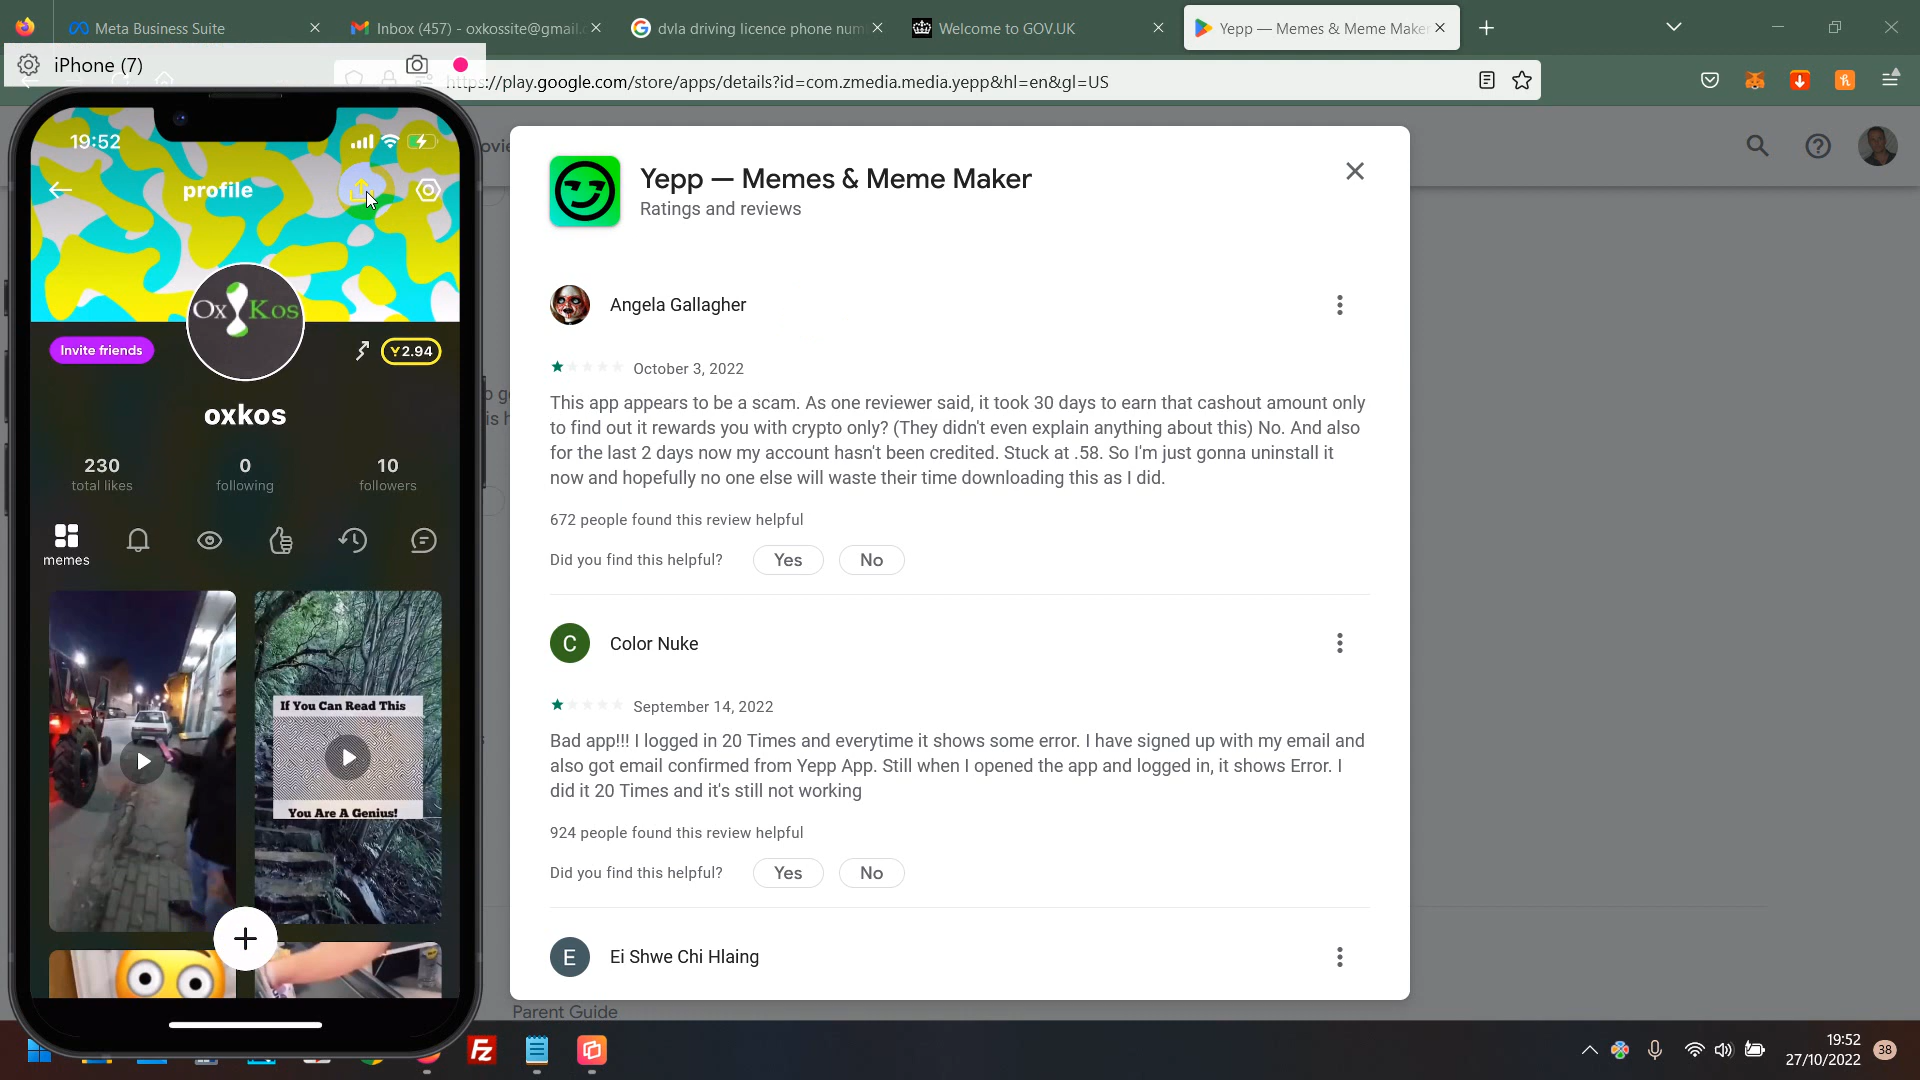 Meta Business Suite
Inbox (457) - oxkossite@gmail.c
dvla driving licence phone num
Welcome to GOV.UK
Yepp — Memes & Meme Maker
iPhone (7)
https://play.google.com/store/apps/details?id=com.zmedia.media.yepp&hl=en&gl=US
19:52
profile
OxKos
Invite friends
Y2.94
oxkos
230
total likes
0
following
10
followers
memes
If You Can Read This
You Are A Genius!
Yepp — Memes & Meme Maker
Ratings and reviews
Angela Gallagher
October 3, 2022
This app appears to be a scam. As one reviewer said, it took 30 days to earn that cashout amount only
to find out it rewards you with crypto only? (They didn't even explain anything about this) No. And also
for the last 2 days now my account hasn't been credited. Stuck at .58. So I'm just gonna uninstall it
now and hopefully no one else will waste their time downloading this as I did.
672 people found this review helpful
Did you find this helpful?
Yes
No
C
Color Nuke
September 14, 2022
Bad app!!! I logged in 20 Times and everytime it shows some error. I have signed up with my email and
also got email confirmed from Yepp App. Still when I opened the app and logged in, it shows Error. I
did it 20 Times and it's still not working
924 people found this review helpful
Did you find this helpful?
Yes
No
E
Ei Shwe Chi Hlaing
Parent Guide
Fz
19:52
27/10/2022
38